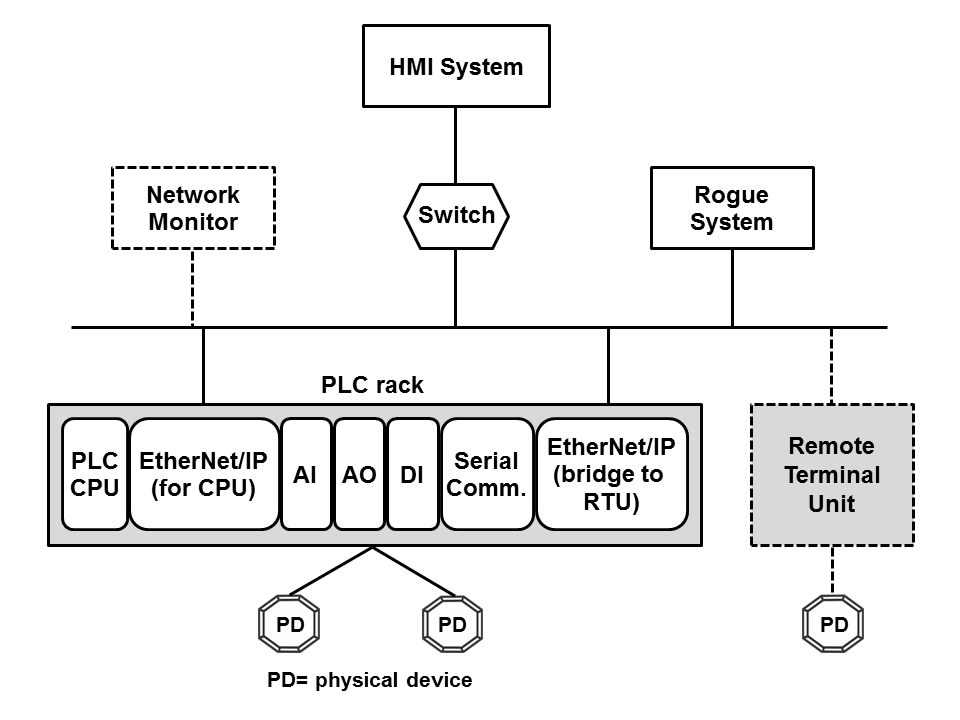 HMI System
Network
Monitor
Switch
Rogue
System
PLC rack
PLC
CPU
EtherNet/IP
(for CPU)
AI
AO
DI
Serial
Comm.
EtherNet/IP
(bridge to
RTU)
Remote
Terminal
Unit
PD
PD
PD
PD= physical device